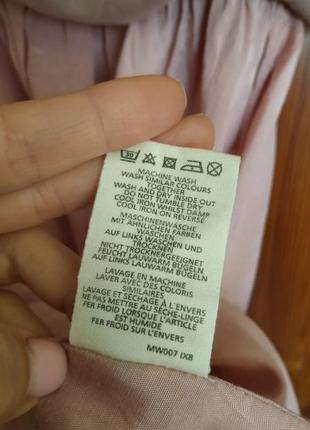 30
MACHINE WASH
WASH SIMILAR COLOURS
TOGETHER
WASH AND DRY INSIDE OUT
DO NOT TUMBLE DRY
COOL IRON WHILST DAMP
COOL IRON ON REVERSE
MASCHINENWÄSCHE
MIT ÄHNLICHEN FARBEN
WASCHEN
AUF LINKS WASCHEN UND
TROCKNEN
NICHT TROCKNERGEEIGNET
FEUCHT LAUWARM BÜGELN
AUF LINKS LAUWARM BÜGELN
LAVAGE EN MACHINE
LAVER AVEC DES COLORIS
SIMILAIRES
LAVAGE ET SÉCHAGE À L'ENVERS
NE PAS METTRE AU SÈCHE-LINGE
FER FROID LORSQUE L'ARTICLE
EST HUMIDE
FER FROID SUR L'ENVERS
MW007 IX8